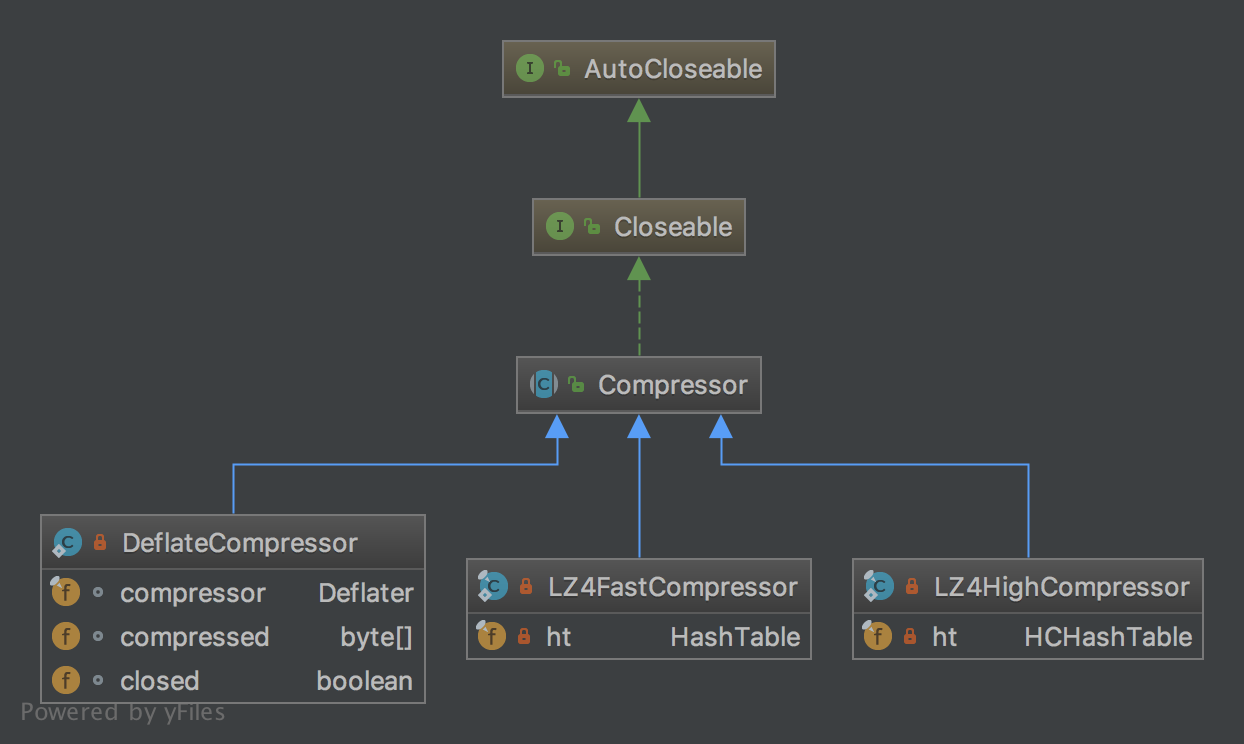 I AutoCloseable
I Closeable
C Compressor
C DeflateCompressor
f compressor Deflater
f compressed byte[]
f closed boolean
C LZ4FastCompressor
f ht HashTable
C LZ4HighCompressor
f ht HCHashTable
Powered by yFiles